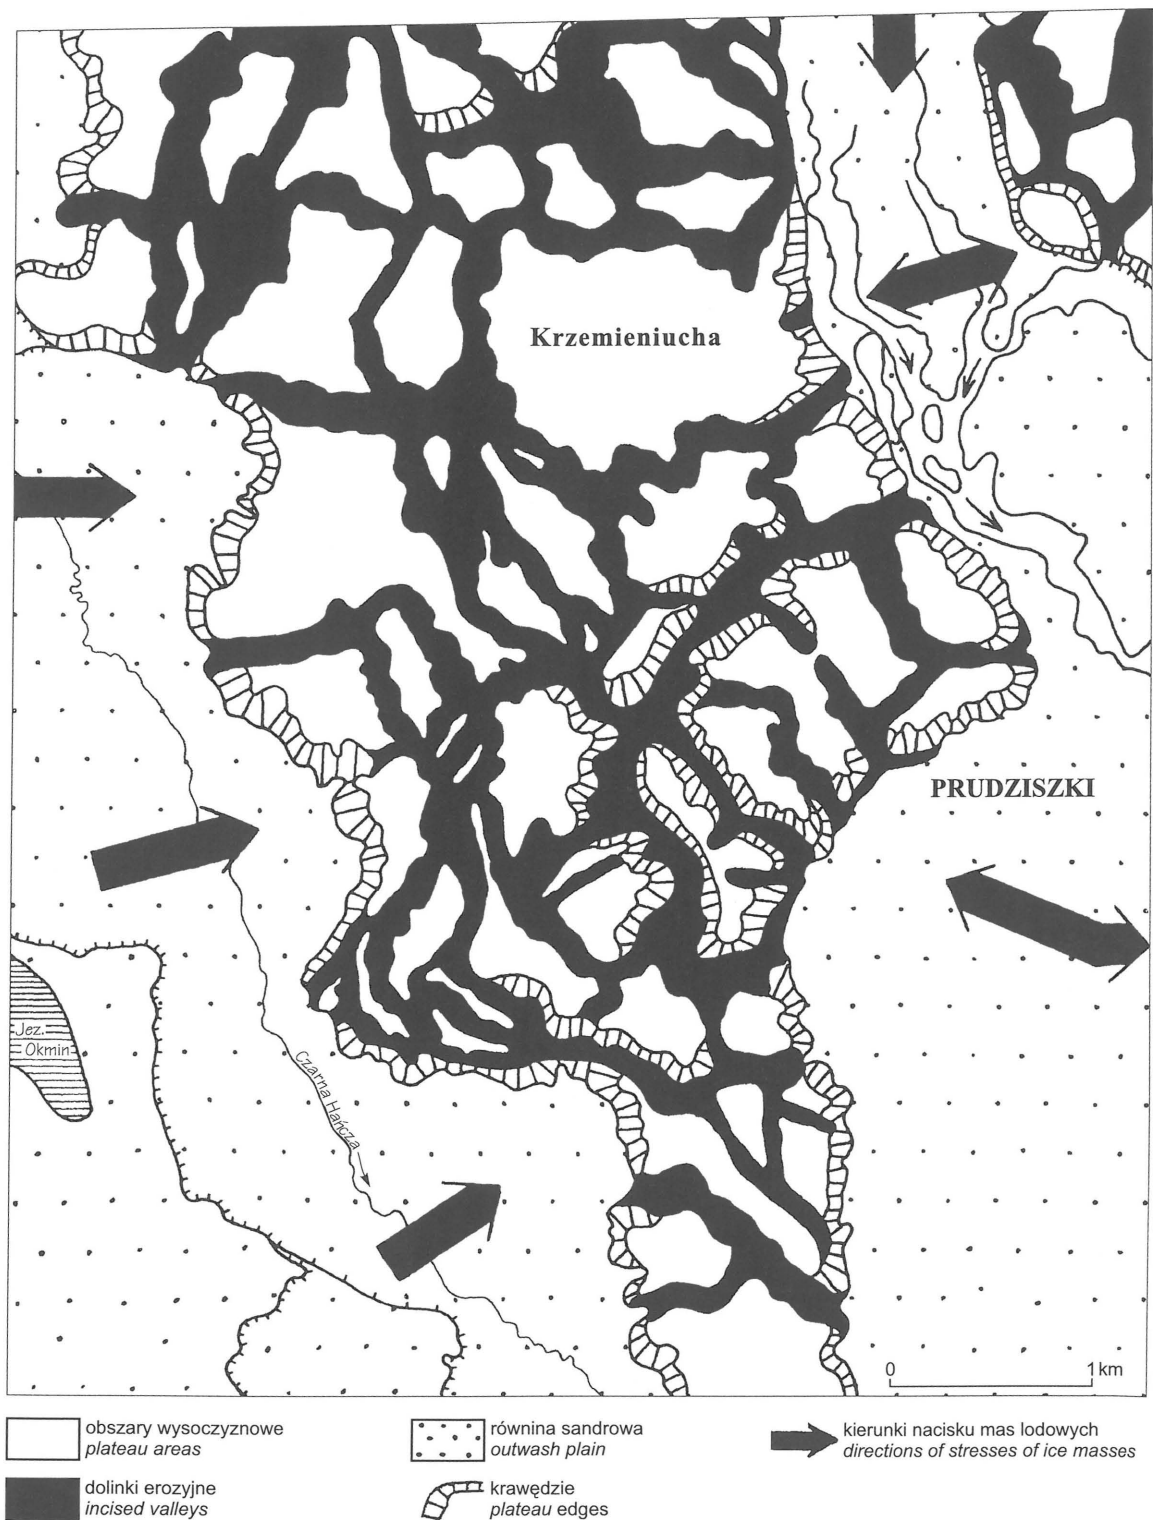 Krzemieniucha
PRUDZISZKI
Jez.
Okmin
Czarna Hańcza
0 1 km
obszary wysoczyznowe
plateau areas
równina sandrowa
outwash plain
kierunki nacisku mas lodowych
directions of stresses of ice masses
dolinki erozyjne
incised valleys
krawędzie
plateau edges